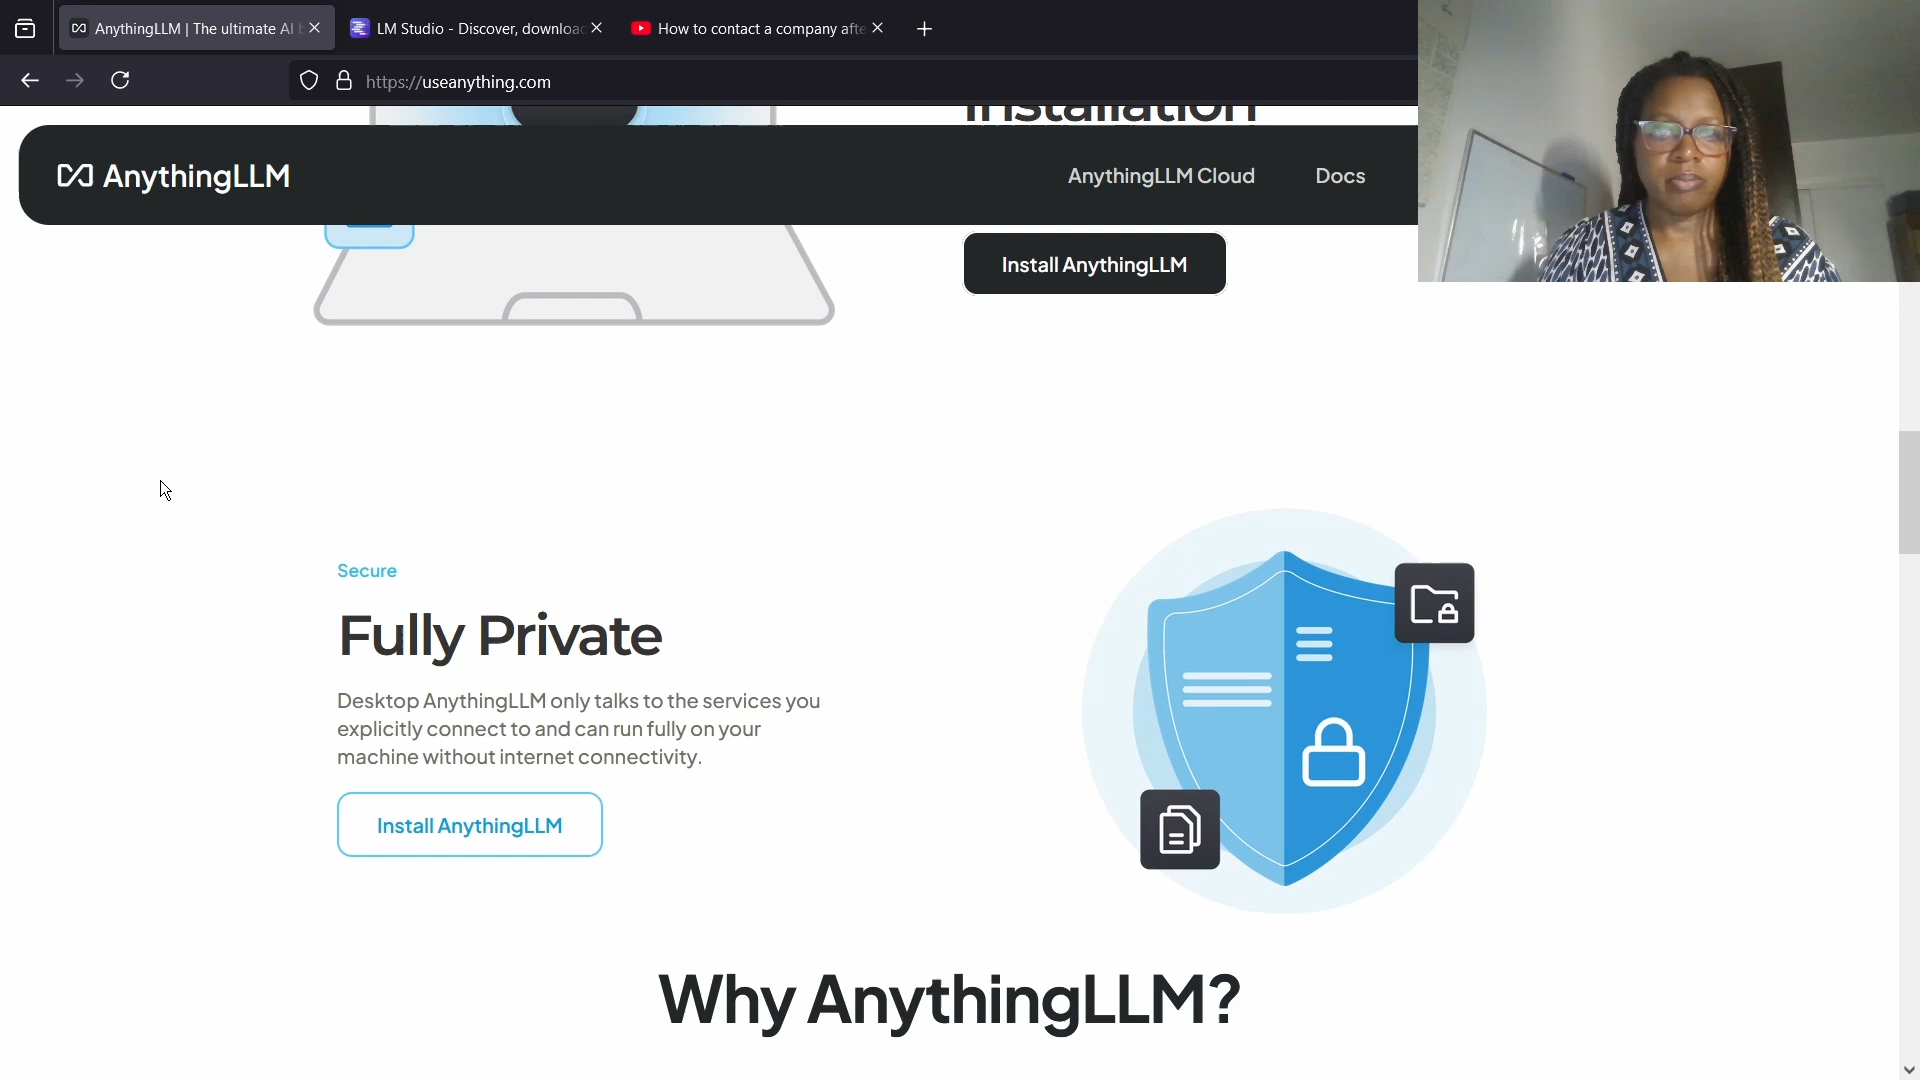 AnythingLLM | The ultimate AI b
LM Studio - Discover, download
How to contact a company afte
https://useanything.com
Installation
AnythingLLM
AnythingLLM Cloud
Docs
Install AnythingLLM
Secure
Fully Private
Desktop AnythingLLM only talks to the services you
explicitly connect to and can run fully on your
machine without internet connectivity.
Install AnythingLLM
Why AnythingLLM?